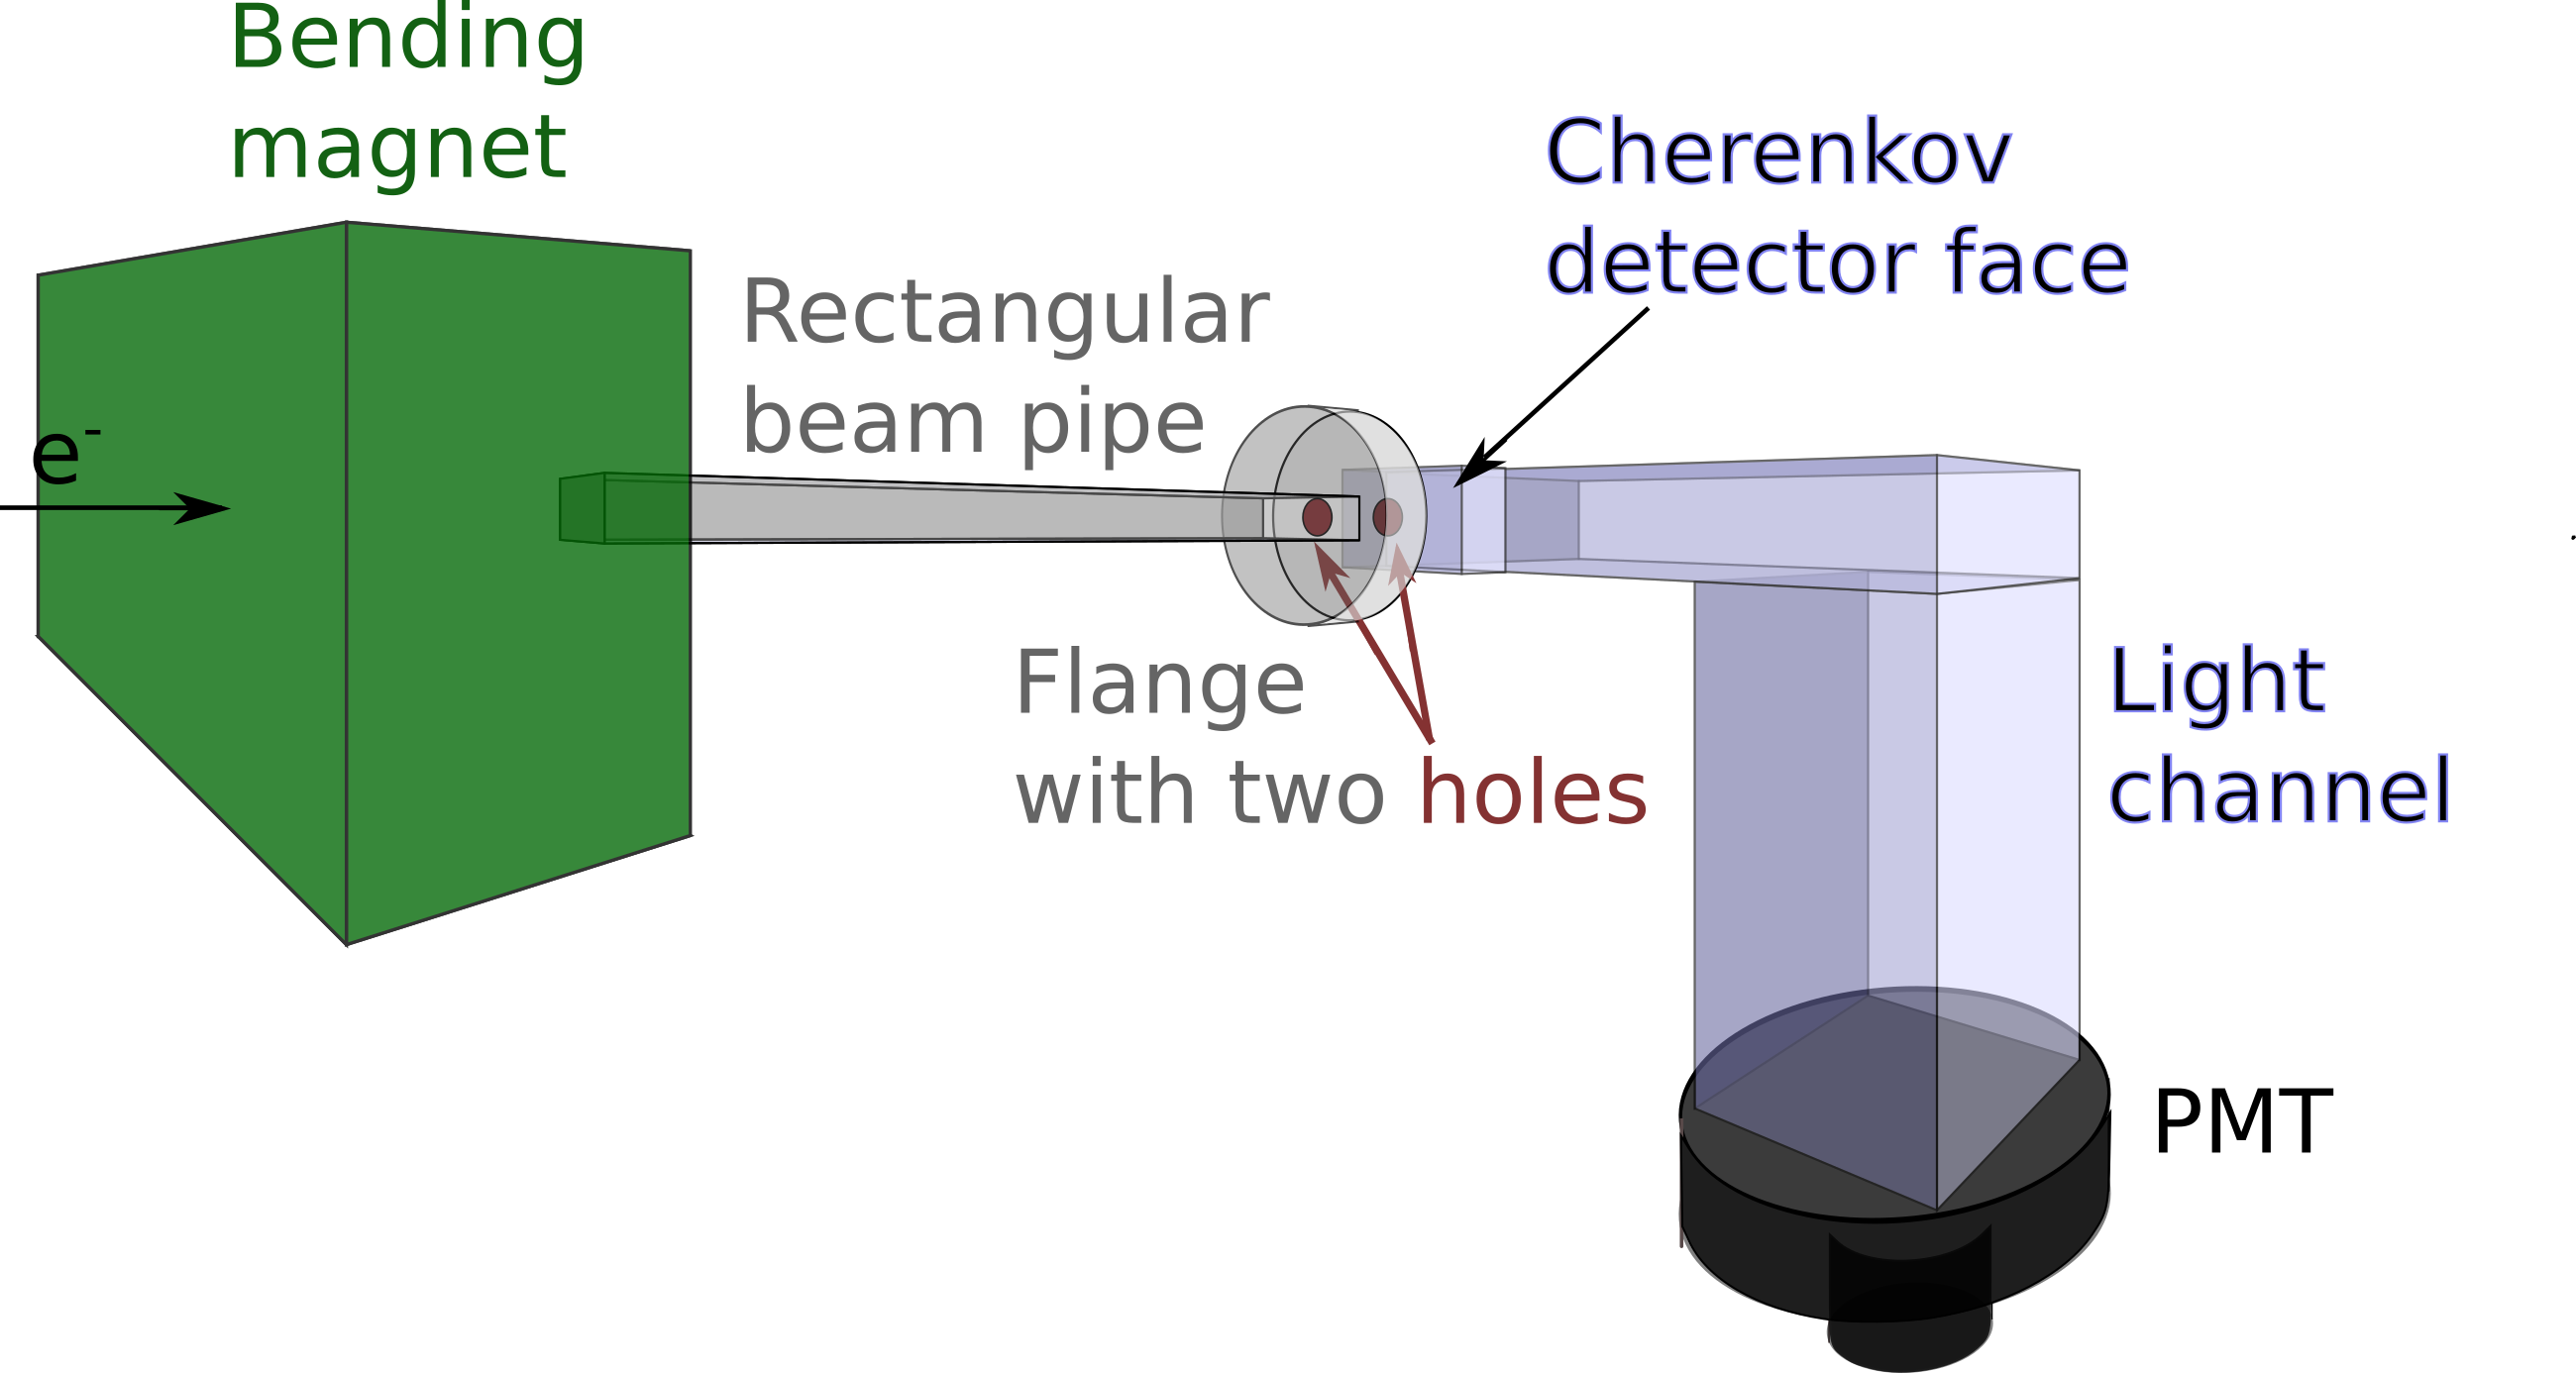 Bending
magnet
e⁻
Rectangular
beam pipe
Cherenkov
detector face
Flange
with two holes
Light
channel
PMT